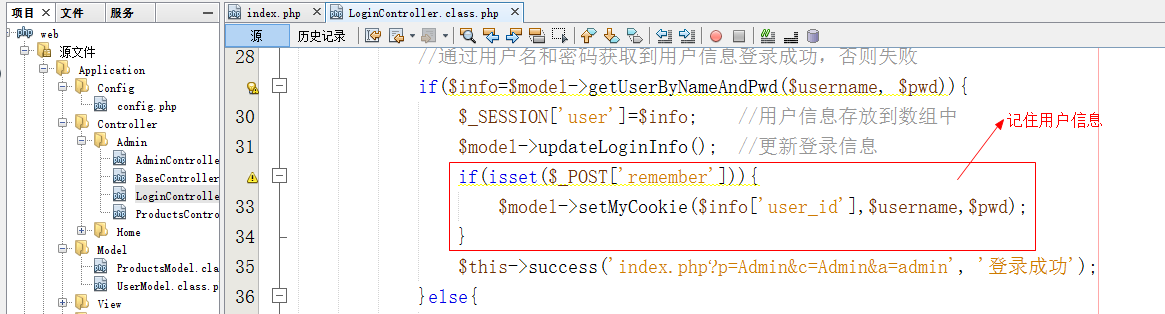 项目 × 文件 服务
web
源文件
Application
Config
config.php
Controller
Admin
AdminControlle
BaseController
LoginControlle
ProductsContro
Home
Model
ProductsModel.cla
UserModel.class.p
View
index.php × LoginController.class.php ×
源 历史记录
28 //通过用户名和密码获取到用户信息登录成功，否则失败
if($info=$model->getUserByNameAndPwd($username, $pwd)){
30 $_SESSION['user']=$info; //用户信息存放到数组中
31 $model->updateLoginInfo(); //更新登录信息
if(isset($_POST['remember'])){
33 $model->setMyCookie($info['user_id'],$username,$pwd);
34 }
35 $this->success('index.php?p=Admin&c=Admin&a=admin', '登录成功');
36 }else{
记住用户信息